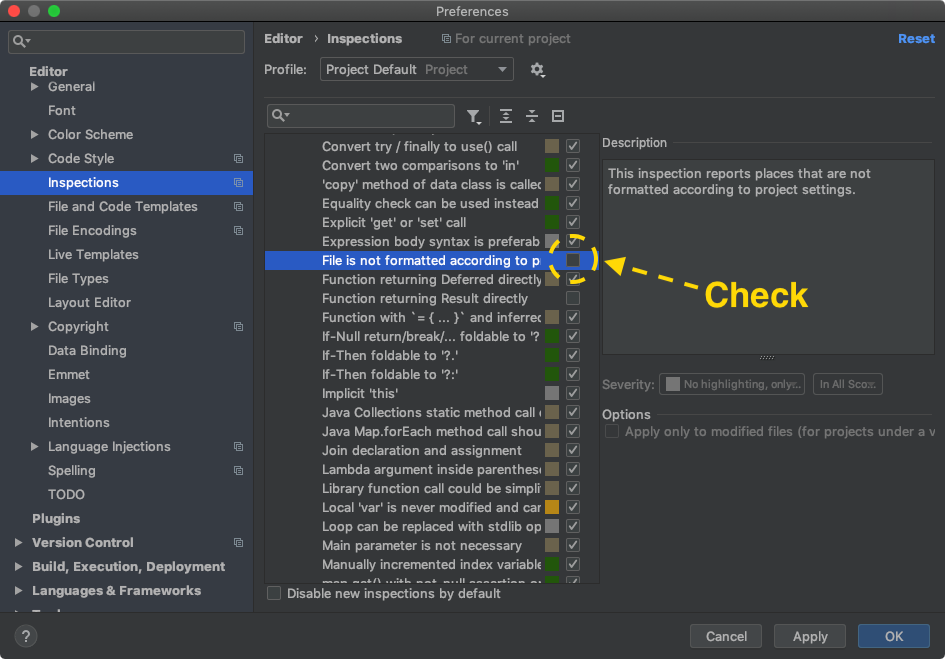 Preferences
Editor › Inspections For current project Reset
Profile: Project Default Project
Editor
General
Font
Color Scheme
Code Style
Inspections
File and Code Templates
File Encodings
Live Templates
File Types
Layout Editor
Copyright
Data Binding
Emmet
Images
Intentions
Language Injections
Spelling
TODO
Plugins
Version Control
Build, Execution, Deployment
Languages & Frameworks
Convert try / finally to use() call
Convert two comparisons to 'in'
'copy' method of data class is called
Equality check can be used instead
Explicit 'get' or 'set' call
Expression body syntax is preferab
File is not formatted according to p
Function returning Deferred directly
Function returning Result directly
Function with `= { ... }` and inferred
If-Null return/break/... foldable to '?
If-Then foldable to '?.'
If-Then foldable to '?:'
Implicit 'this'
Java Collections static method call
Java Map.forEach method call shou
Join declaration and assignment
Lambda argument inside parenthese
Library function call could be simpli
Local 'var' is never modified and car
Loop can be replaced with stdlib op
Main parameter is not necessary
Manually incremented index variable
Disable new inspections by default
Description
This inspection reports places that are not
formatted according to project settings.
Check
Severity: No highlighting, only... In All Sco...
Options
Apply only to modified files (for projects under a v
? Cancel Apply OK